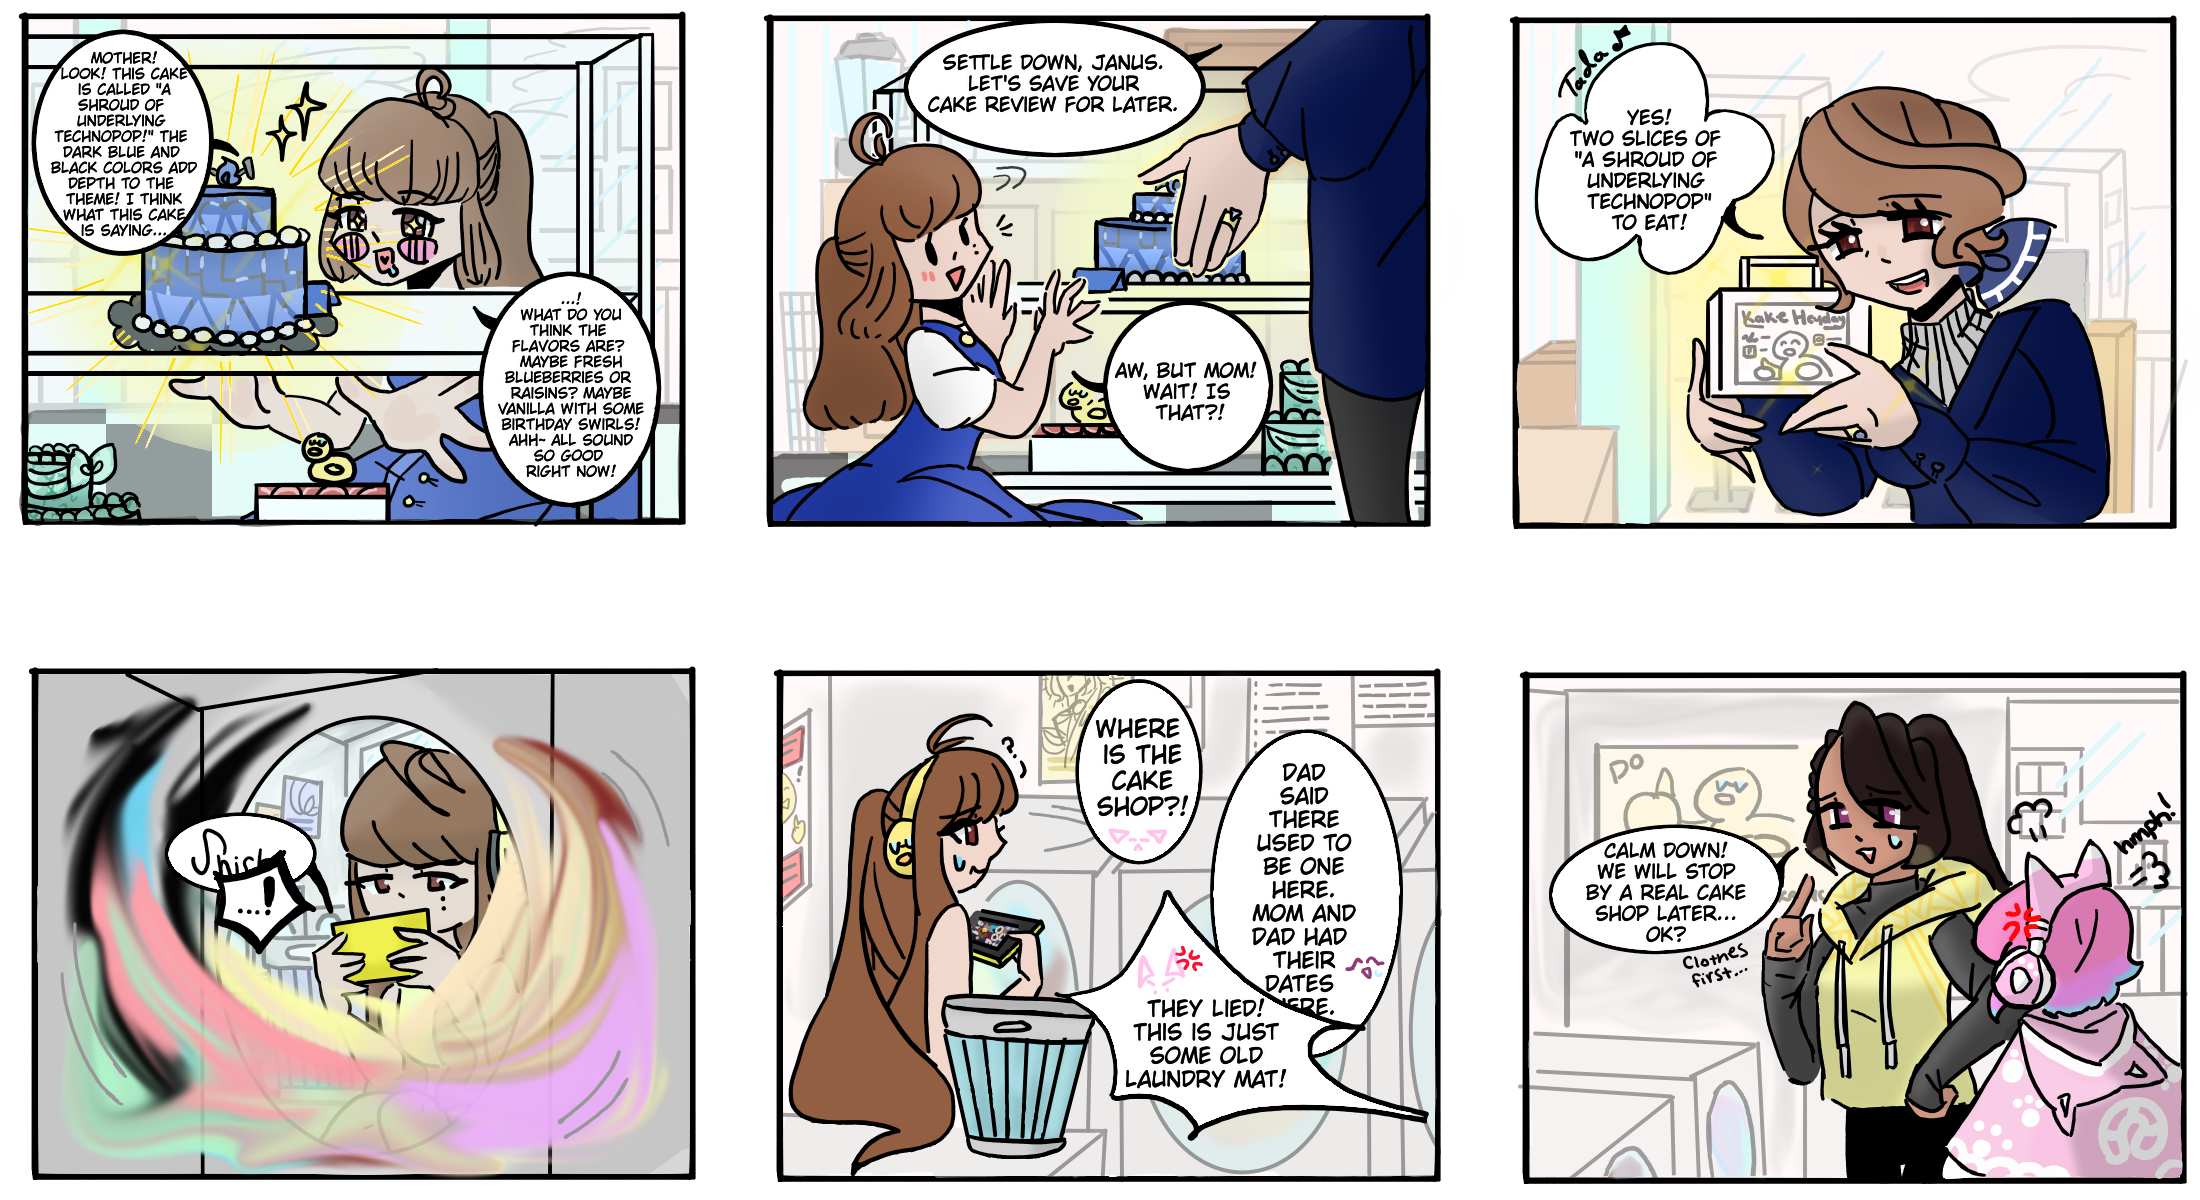 MOTHER!
LOOK! THIS CAKE
IS CALLED "A
SHROUD OF
UNDERLYING
TECHNOPOP!" THE
DARK BLUE AND
BLACK COLORS ADD
DEPTH TO THE
THEME! I THINK
WHAT THIS CAKE
IS SAYING...
...!
WHAT DO YOU
THINK THE
FLAVORS ARE?
MAYBE FRESH
BLUEBERRIES OR
RAISINS? MAYBE
VANILLA WITH SOME
BIRTHDAY SWIRLS!
AHH~ ALL SOUND
SO GOOD
RIGHT NOW!
SETTLE DOWN, JANUS.
LET'S SAVE YOUR
CAKE REVIEW FOR LATER.
AW, BUT MOM!
WAIT! IS
THAT?!
Tada♪
YES!
TWO SLICES OF
"A SHROUD OF
UNDERLYING
TECHNOPOP"
TO EAT!
Kake Heyday
....!
?...
WHERE
IS THE
CAKE
SHOP?!
DAD
SAID
THERE
USED TO
BE ONE
HERE.
MOM AND
DAD HAD
THEIR
DATES
HERE.
THEY LIED!
THIS IS JUST
SOME OLD
LAUNDRY MAT!
DO
CALM DOWN!
WE WILL STOP
BY A REAL CAKE
SHOP LATER...
OK?
Clothes
first...
hmph!